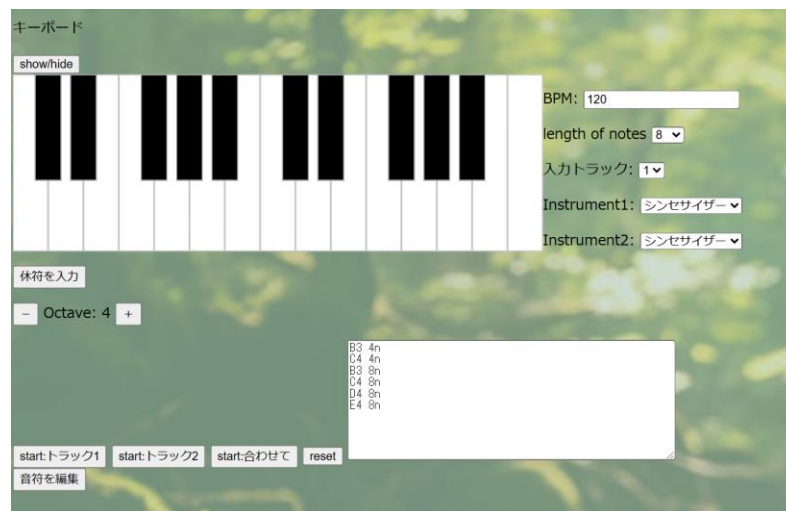 キーボード
show/hide
BPM: 120
length of notes 8
入力トラック: 1
Instrument1: シンセサイザー
Instrument2: シンセサイザー
休符を入力
− Octave: 4 +
B3 4n
C4 4n
B3 8n
C4 8n
D4 8n
E4 8n
start:トラック1 start:トラック2 start:合わせて reset
音符を編集